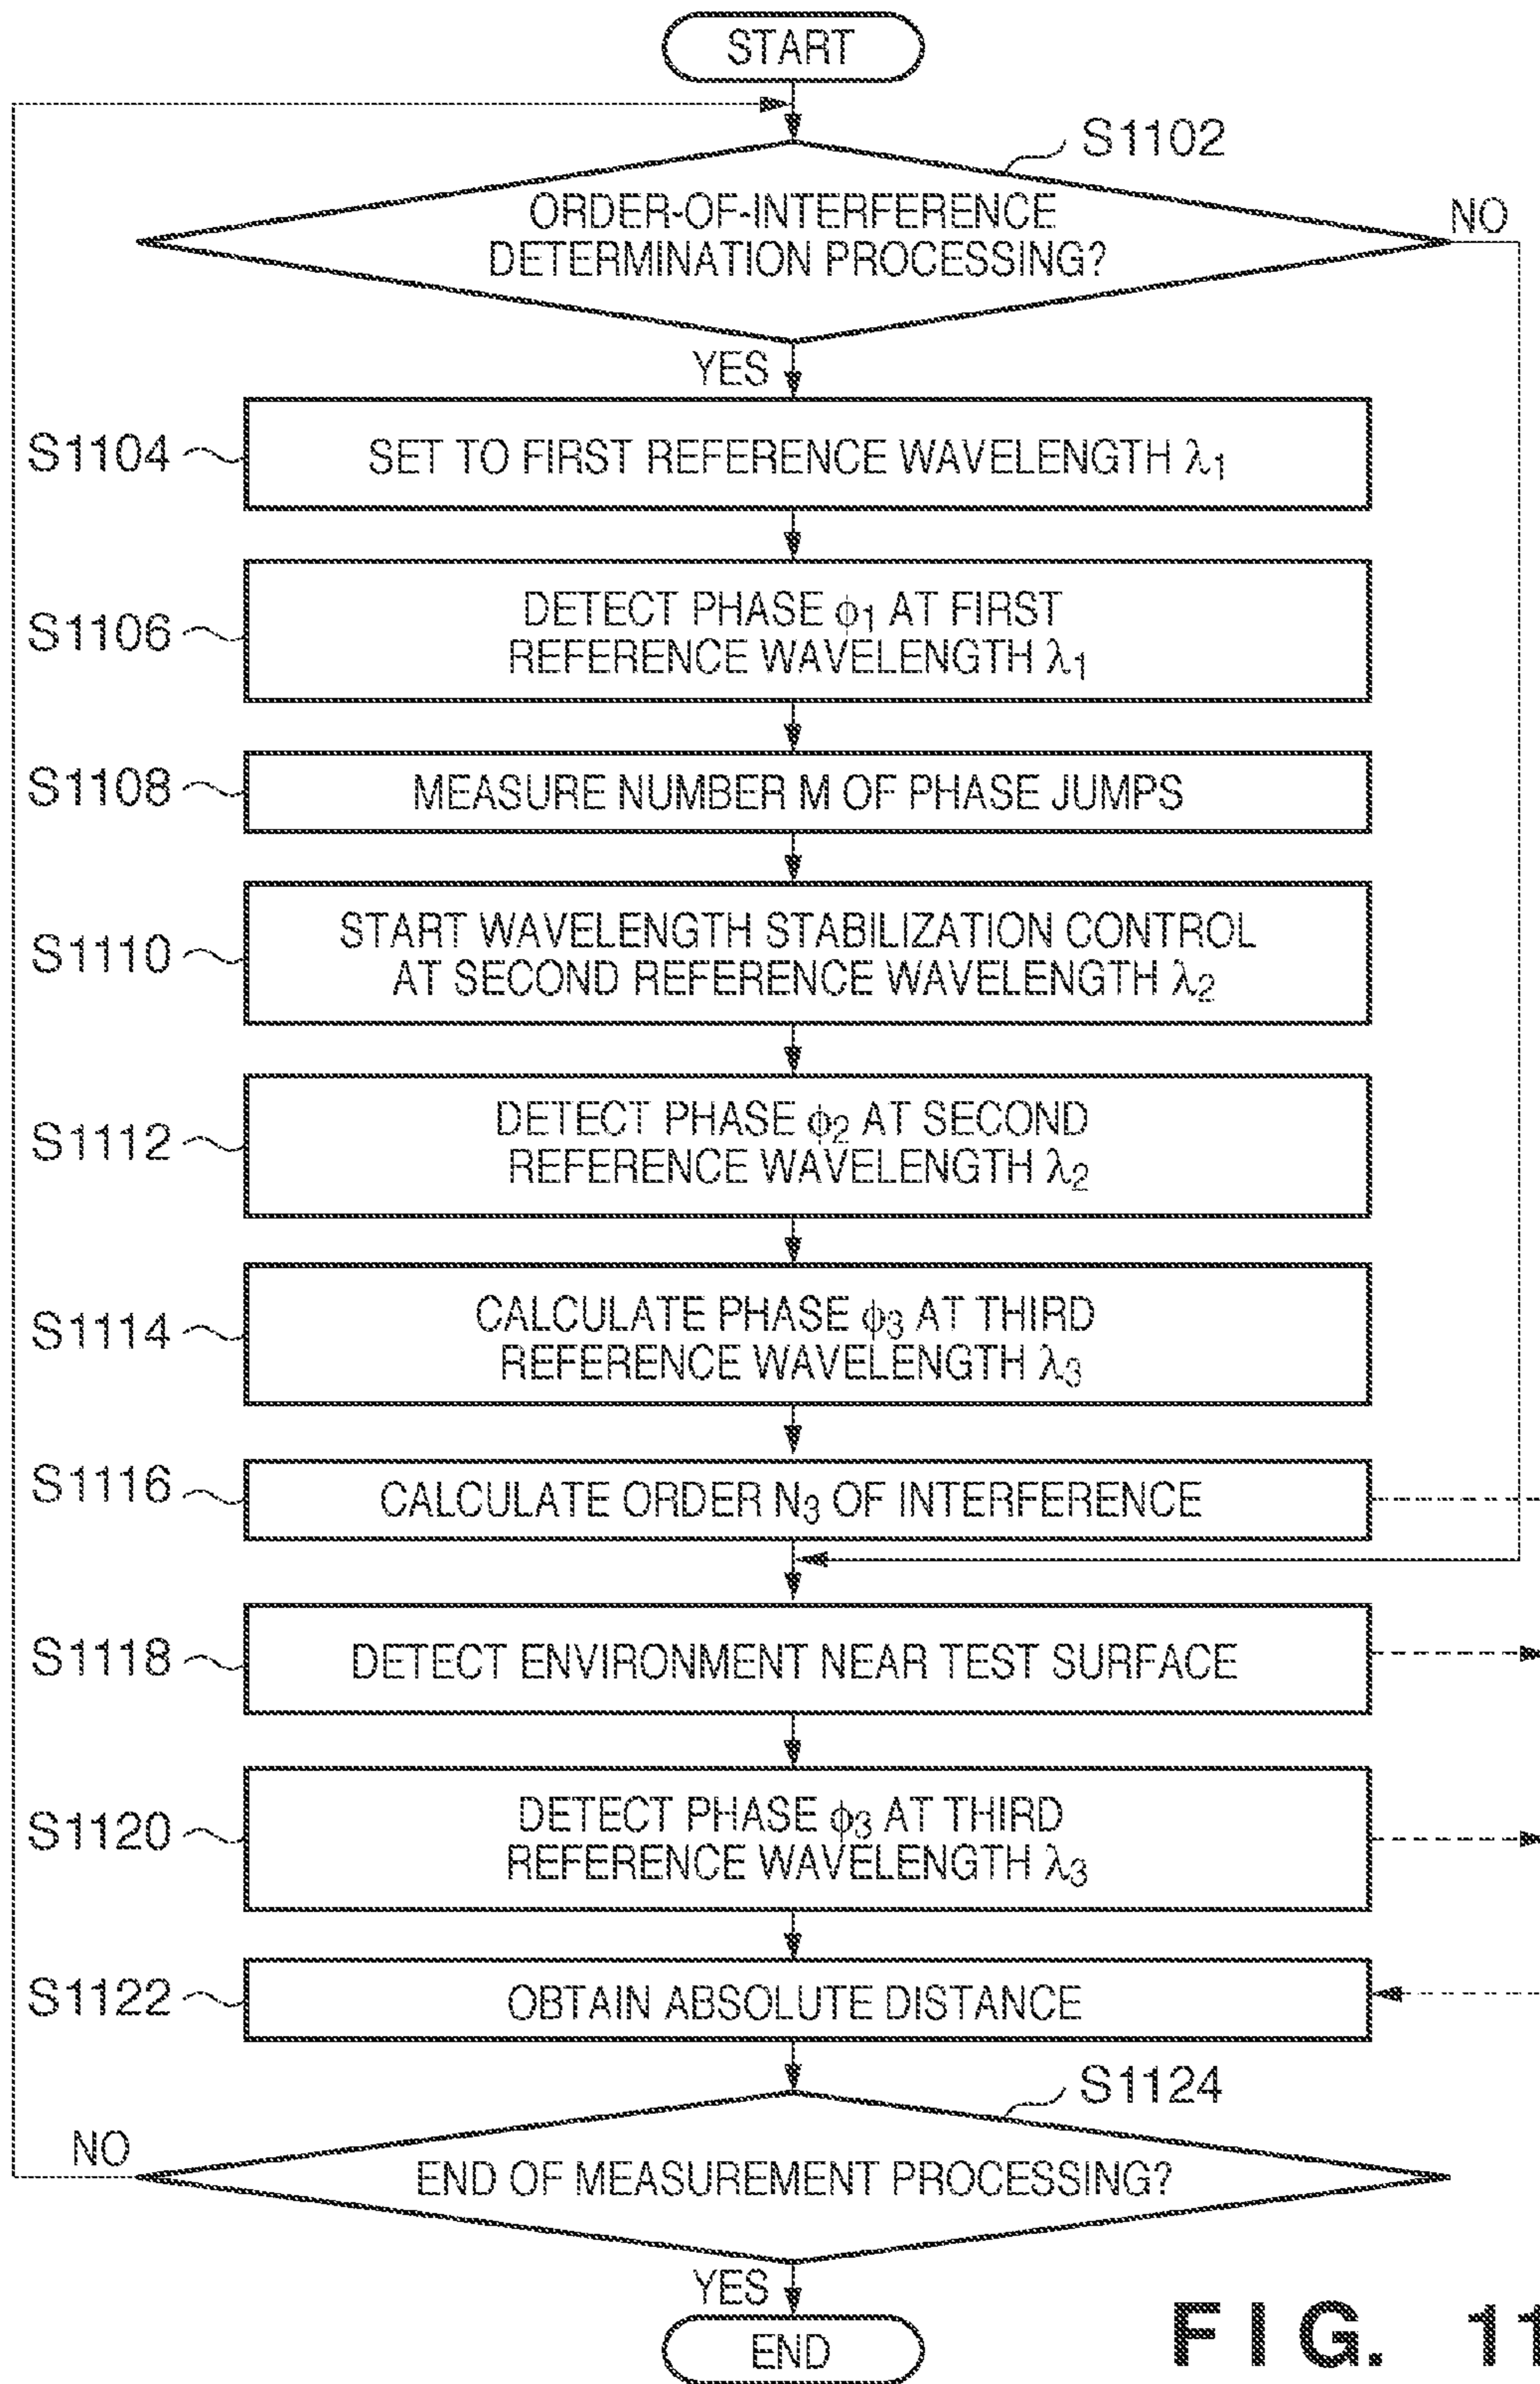 START
S1102
ORDER-OF-INTERFERENCE
DETERMINATION PROCESSING?
NO
YES
S1104
SET TO FIRST REFERENCE WAVELENGTH λ1
S1106
DETECT PHASE ϕ1 AT FIRST
REFERENCE WAVELENGTH λ1
S1108
MEASURE NUMBER M OF PHASE JUMPS
S1110
START WAVELENGTH STABILIZATION CONTROL
AT SECOND REFERENCE WAVELENGTH λ2
S1112
DETECT PHASE ϕ2 AT SECOND
REFERENCE WAVELENGTH λ2
S1114
CALCULATE PHASE ϕ3 AT THIRD
REFERENCE WAVELENGTH λ3
S1116
CALCULATE ORDER N3 OF INTERFERENCE
S1118
DETECT ENVIRONMENT NEAR TEST SURFACE
S1120
DETECT PHASE ϕ3 AT THIRD
REFERENCE WAVELENGTH λ3
S1122
OBTAIN ABSOLUTE DISTANCE
S1124
NO
END OF MEASUREMENT PROCESSING?
YES
END
FIG. 11